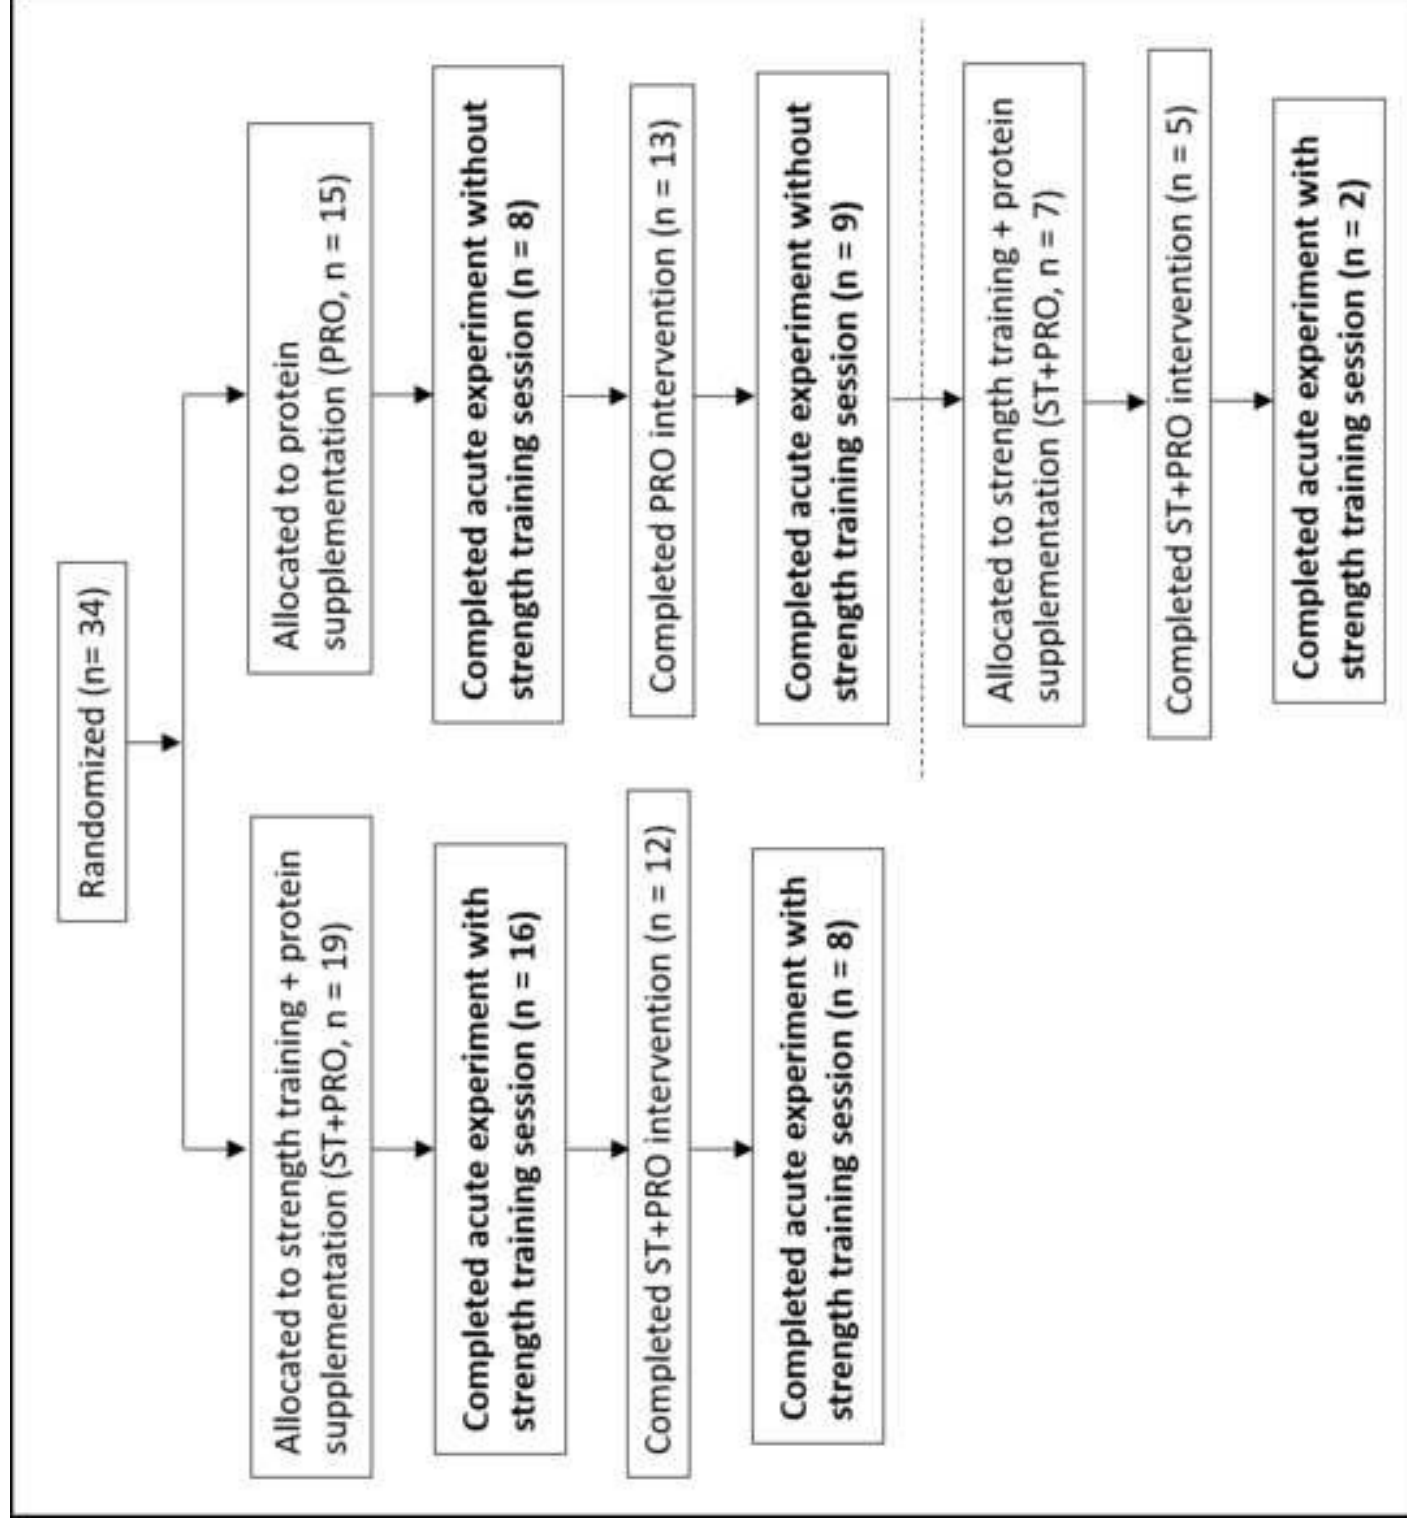 Randomized (n= 34)
Allocated to strength training + protein
supplementation (ST+PRO, n = 19)
Completed acute experiment with
strength training session (n = 16)
Completed ST+PRO intervention (n = 12)
Completed acute experiment with
strength training session (n = 8)
Allocated to protein
supplementation (PRO, n = 15)
Completed acute experiment without
strength training session (n = 8)
Completed PRO intervention (n = 13)
Completed acute experiment without
strength training session (n = 9)
Allocated to strength training + protein
supplementation (ST+PRO, n = 7)
Completed ST+PRO intervention (n = 5)
Completed acute experiment with
strength training session (n = 2)